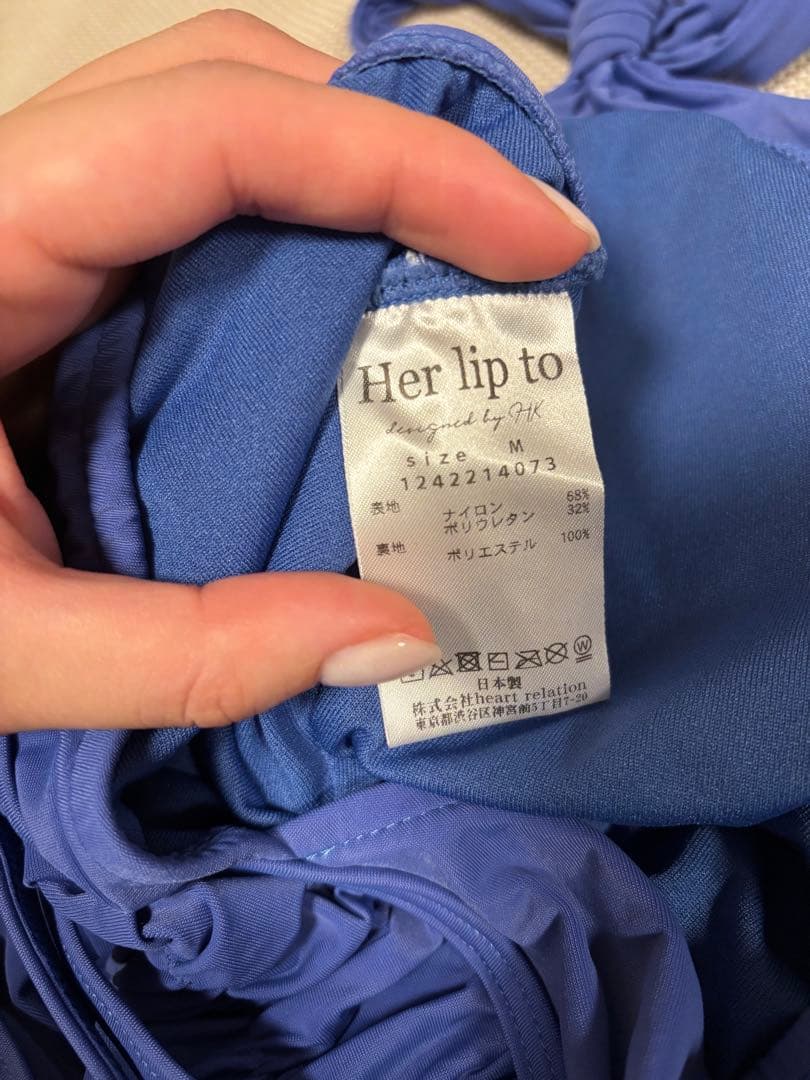 Her lip to
designed by HK
size M
1242214073
表地 ナイロン 68%
ポリウレタン 32%
裏地 ポリエステル 100%
W
日本製
株式会社heart relation
東京都渋谷区神宮前5丁目7-20